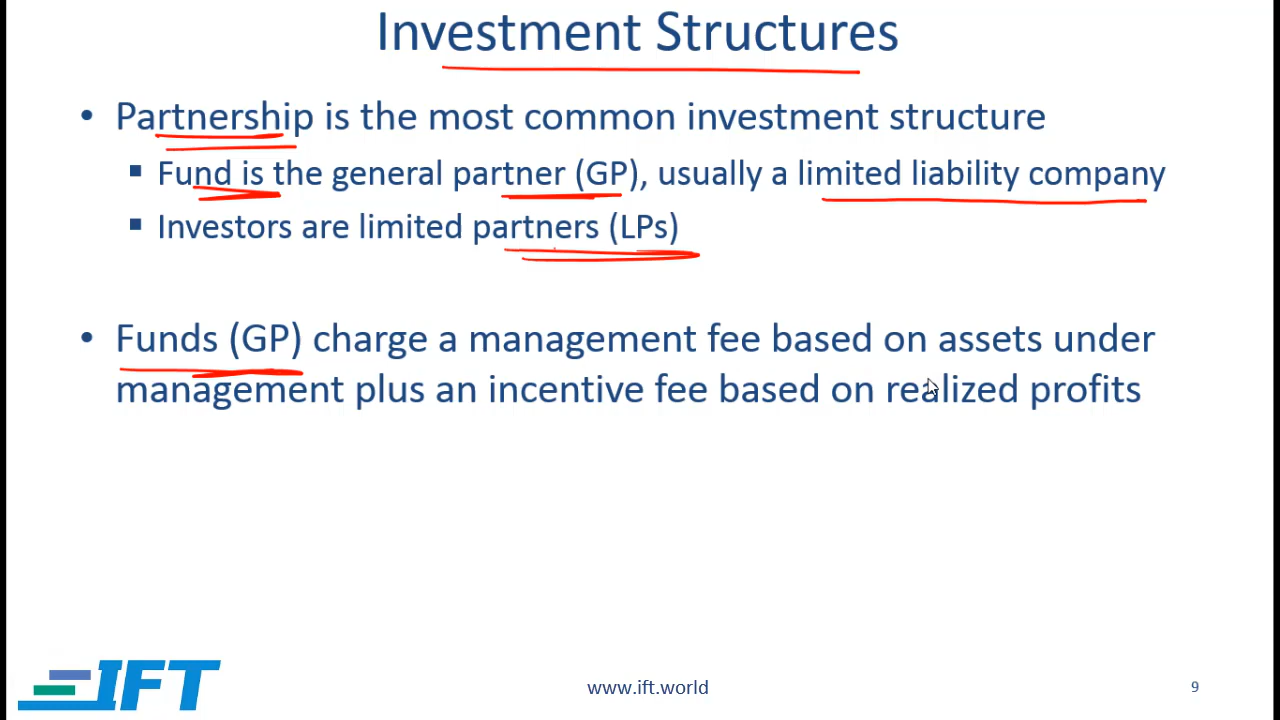 Investment Structures
• Partnership is the most common investment structure
▪ Fund is the general partner (GP), usually a limited liability company
▪ Investors are limited partners (LPs)
• Funds (GP) charge a management fee based on assets under
management plus an incentive fee based on realized profits
IFT
www.ift.world
9